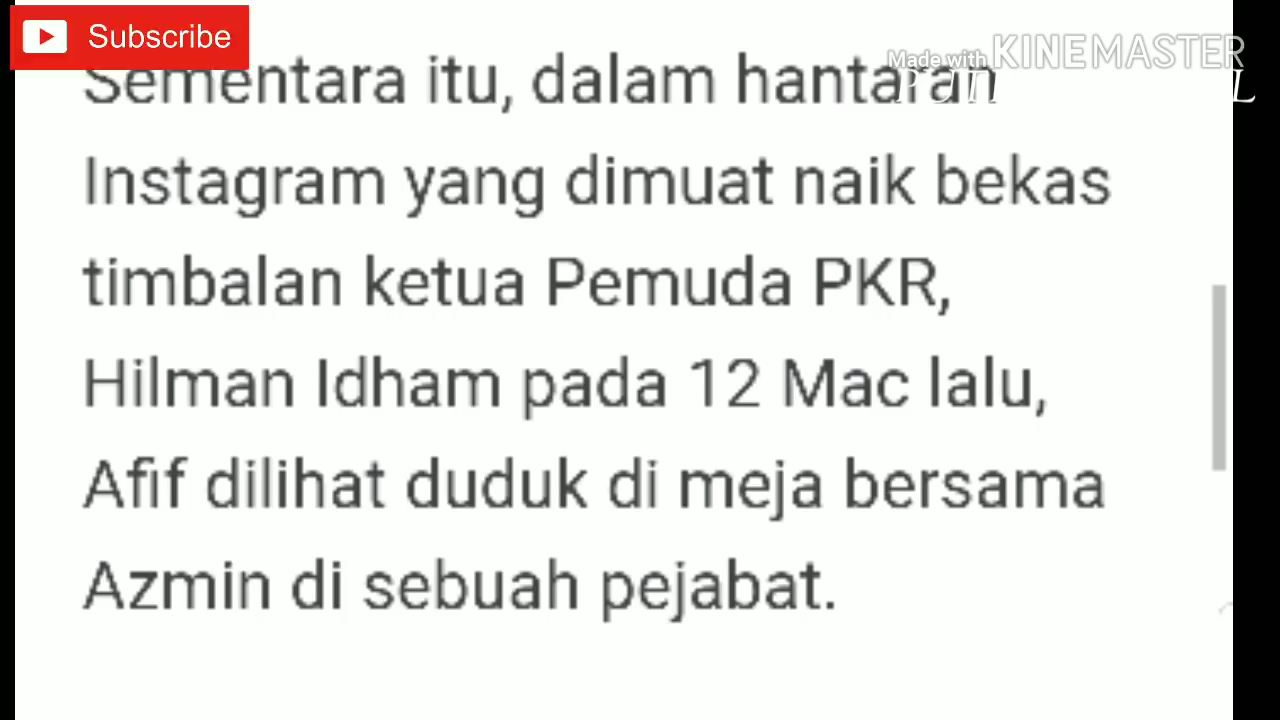 Subscribe
Made with KINEMASTER
Sementara itu, dalam hantaran
Instagram yang dimuat naik bekas
timbalan ketua Pemuda PKR,
Hilman Idham pada 12 Mac lalu,
Afif dilihat duduk di meja bersama
Azmin di sebuah pejabat.